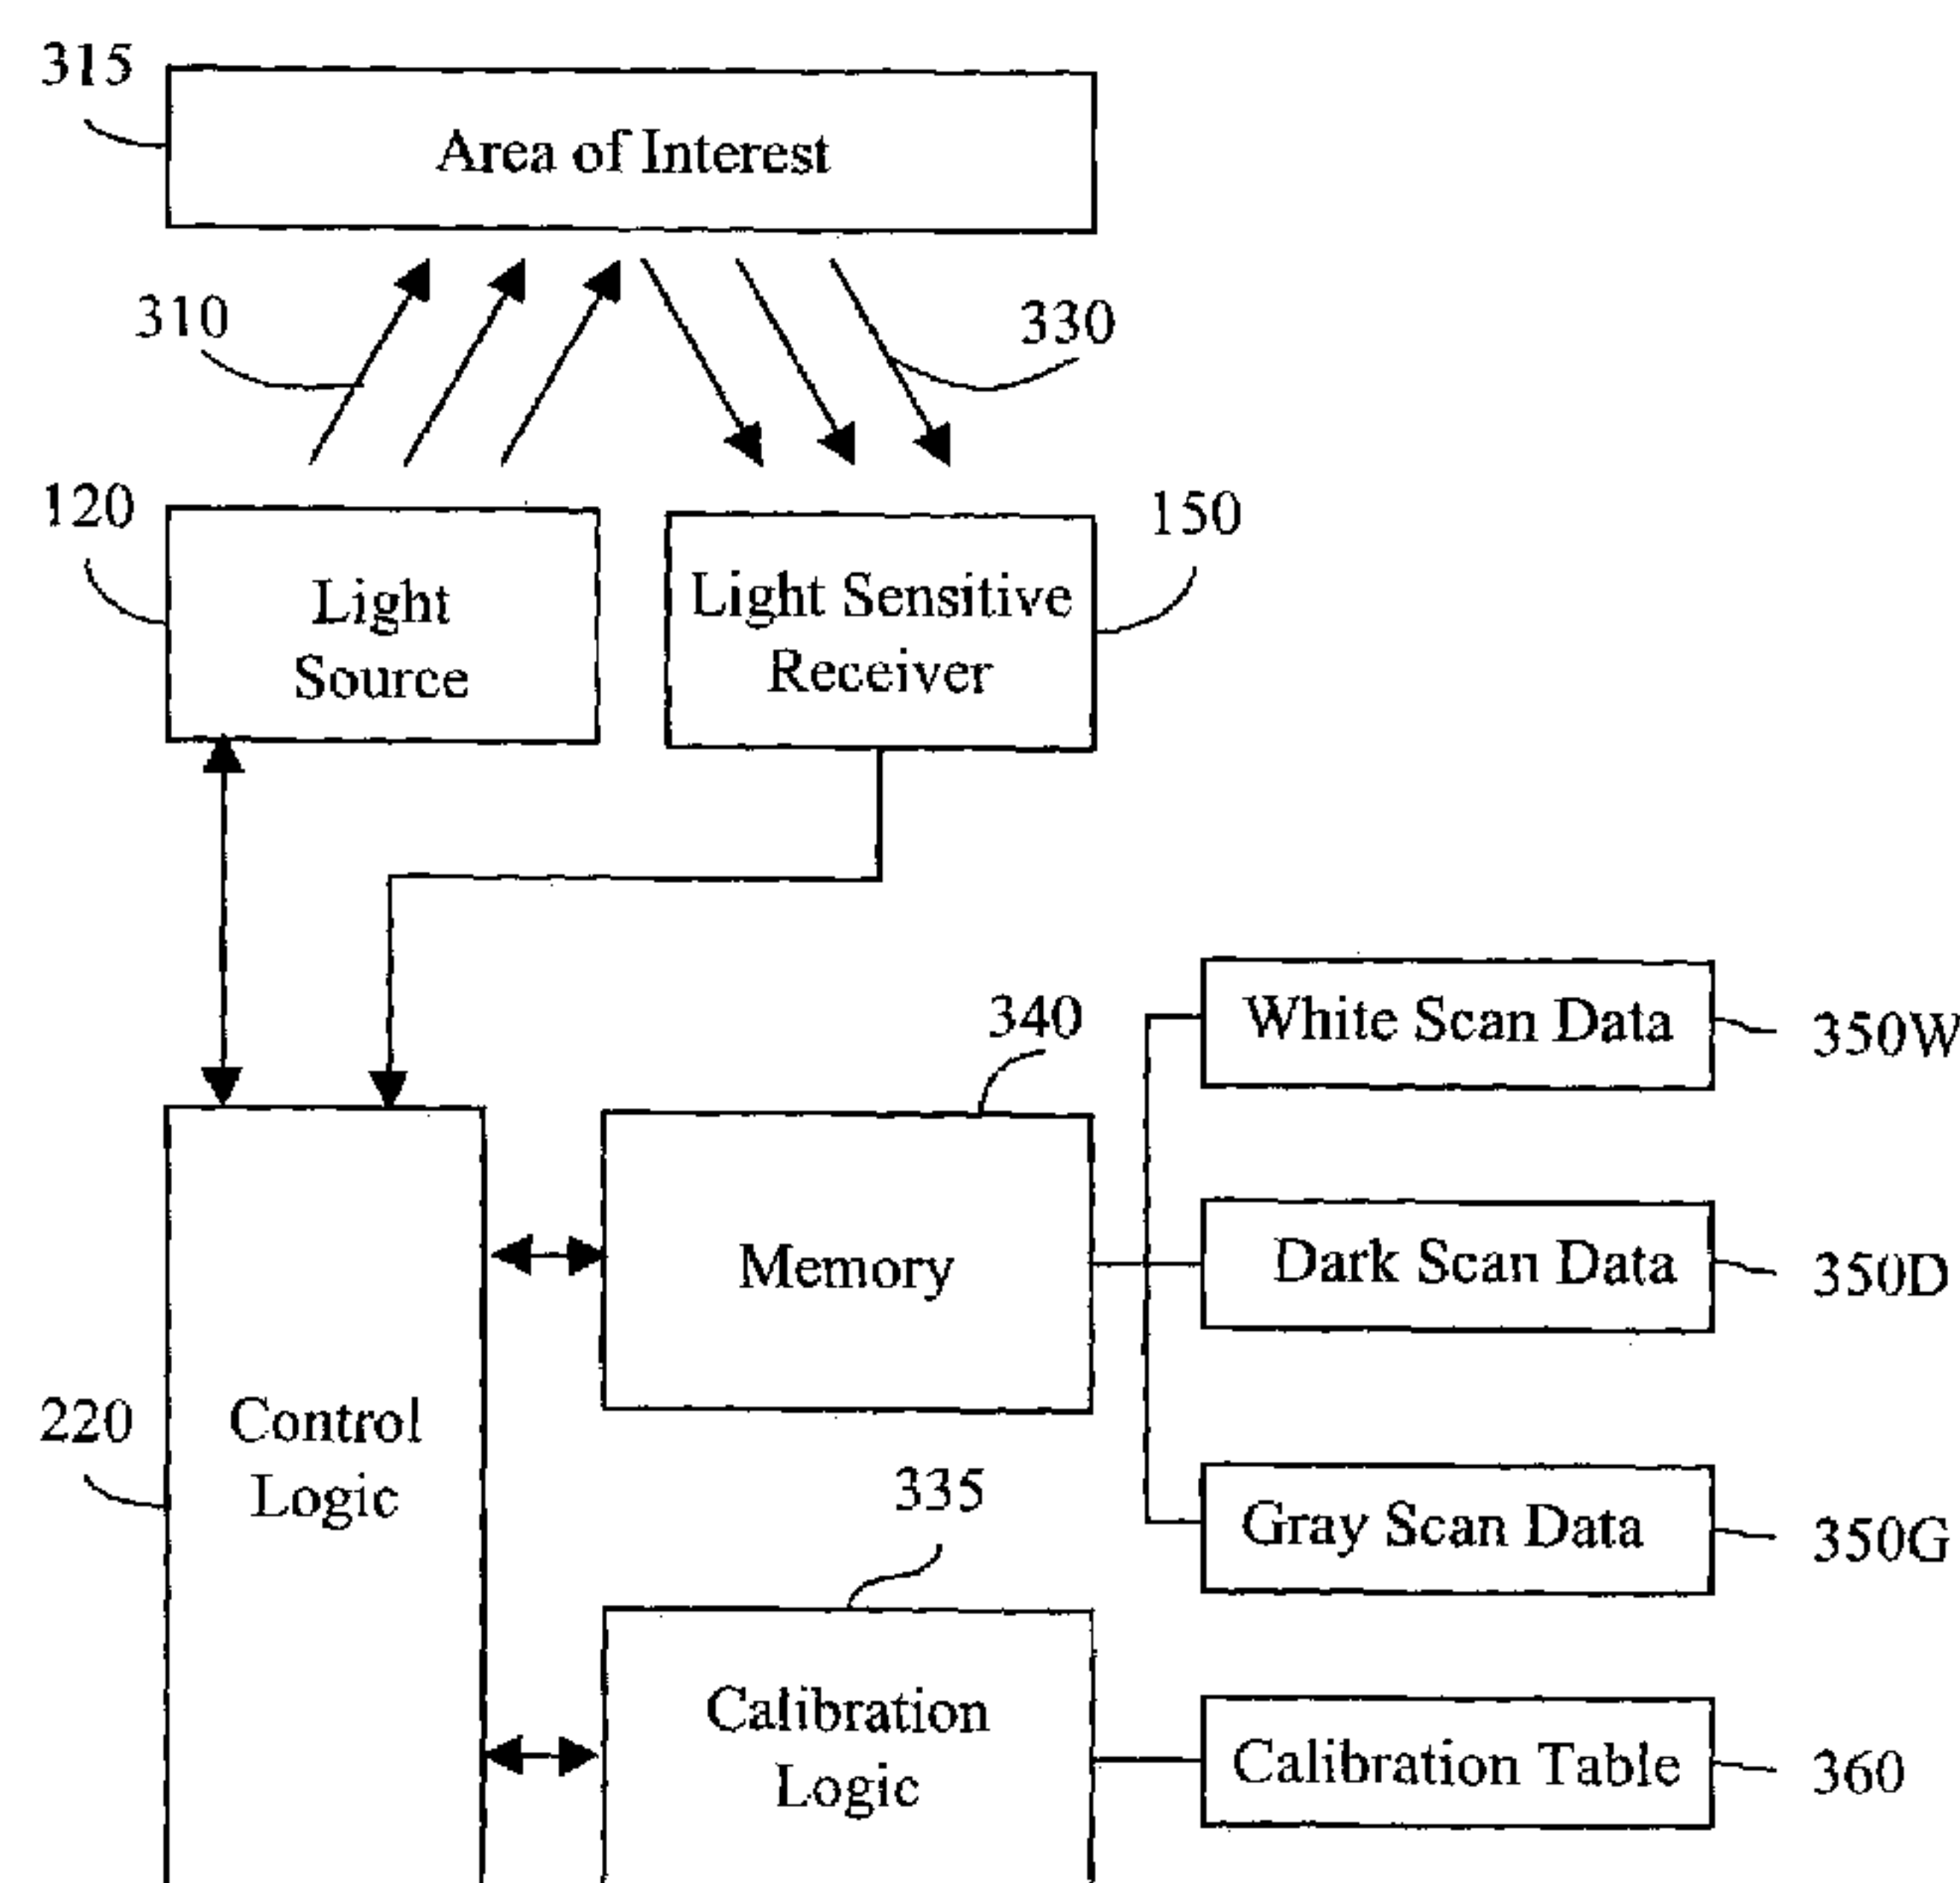 315
Area of Interest
310
330
120
Light
Source
Light Sensitive
Receiver
150
White Scan Data
350W
340
Memory
Dark Scan Data
350D
220
Control
Logic
Gray Scan Data
350G
335
Calibration
Logic
Calibration Table
360